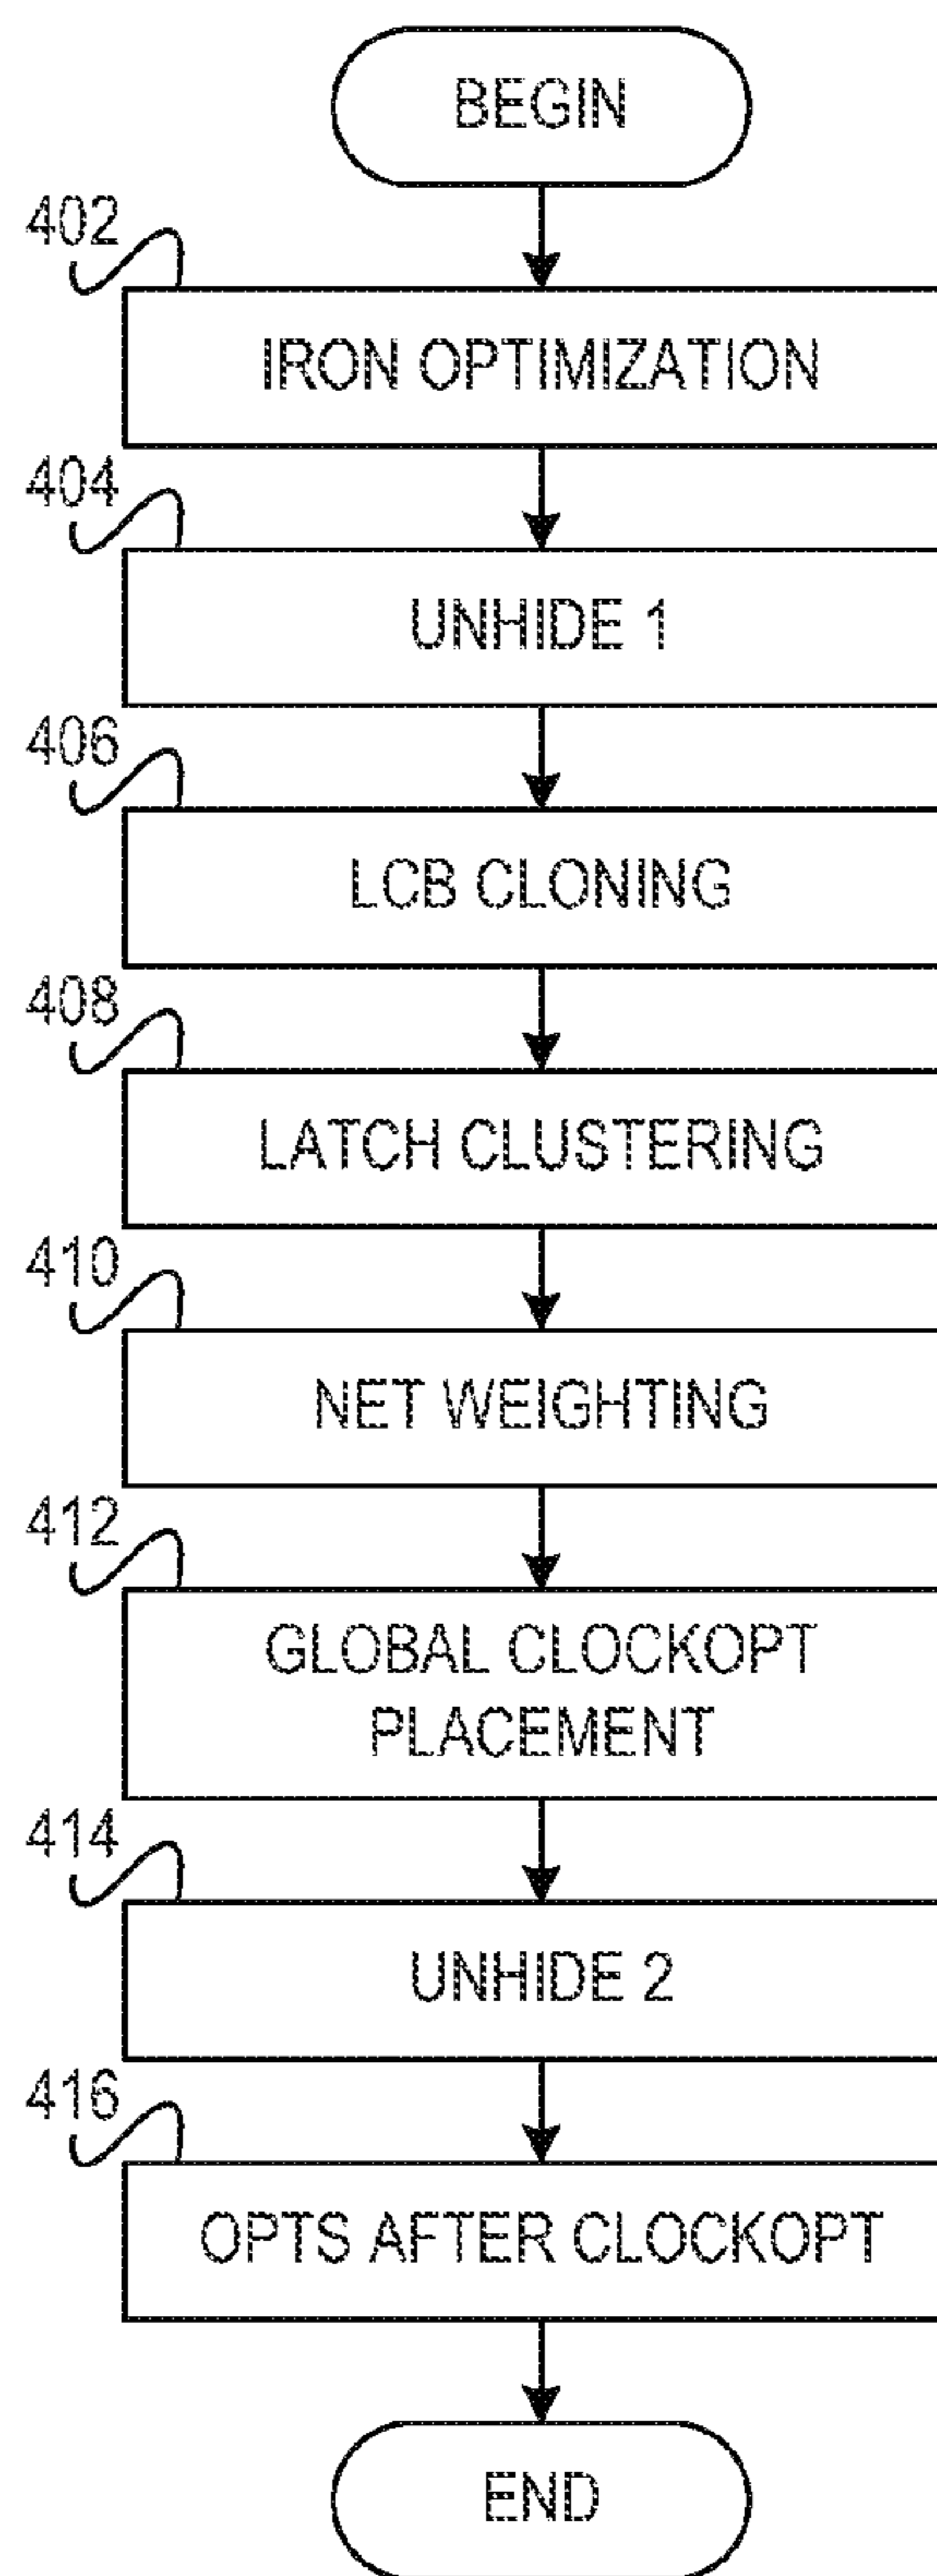 BEGIN
402
IRON OPTIMIZATION
404
UNHIDE 1
406
LCB CLONING
408
LATCH CLUSTERING
410
NET WEIGHTING
412
GLOBAL CLOCKOPT
PLACEMENT
414
UNHIDE 2
416
OPTS AFTER CLOCKOPT
END